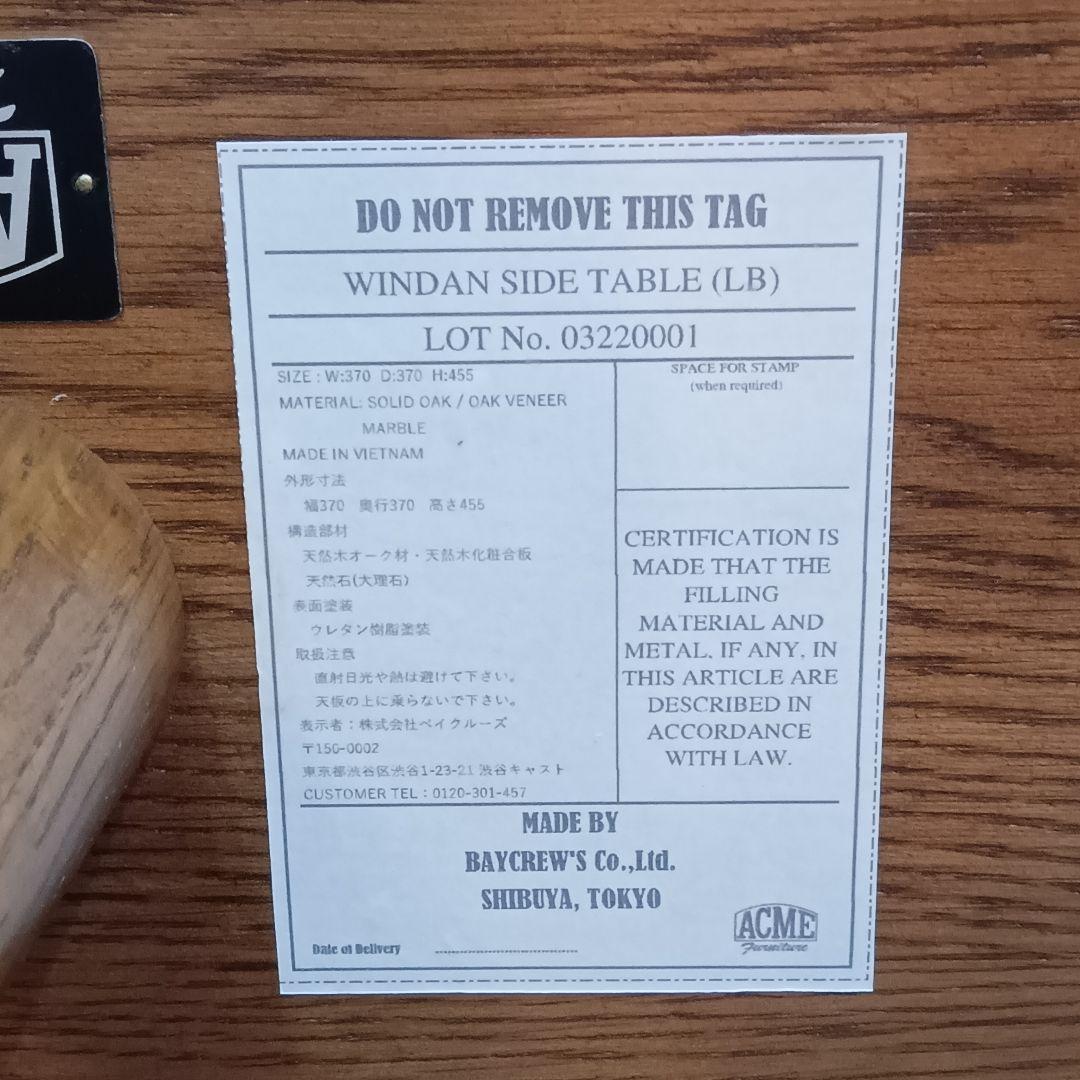 DO NOT REMOVE THIS TAG
WINDAN SIDE TABLE (LB)
LOT No. 03220001
SIZE : W:370 D:370 H:455
MATERIAL: SOLID OAK / OAK VENEER
MARBLE
MADE IN VIETNAM
外形寸法
幅370 奥行370 高さ455
構造部材
天然木オーク材・天然木化粧合板
天然石(大理石)
表面塗装
ウレタン樹脂塗装
取扱注意
直射日光や熱は避けて下さい。
天板の上に乗らないで下さい。
表示者：株式会社ベイクルーズ
〒150-0002
東京都渋谷区渋谷1-23-21 渋谷キャスト
CUSTOMER TEL : 0120-301-457
SPACE FOR STAMP
(when required)
CERTIFICATION IS
MADE THAT THE
FILLING
MATERIAL AND
METAL, IF ANY, IN
THIS ARTICLE ARE
DESCRIBED IN
ACCORDANCE
WITH LAW.
MADE BY
BAYCREW'S Co.,Ltd.
SHIBUYA, TOKYO
Date of Delivery
ACME
Furniture